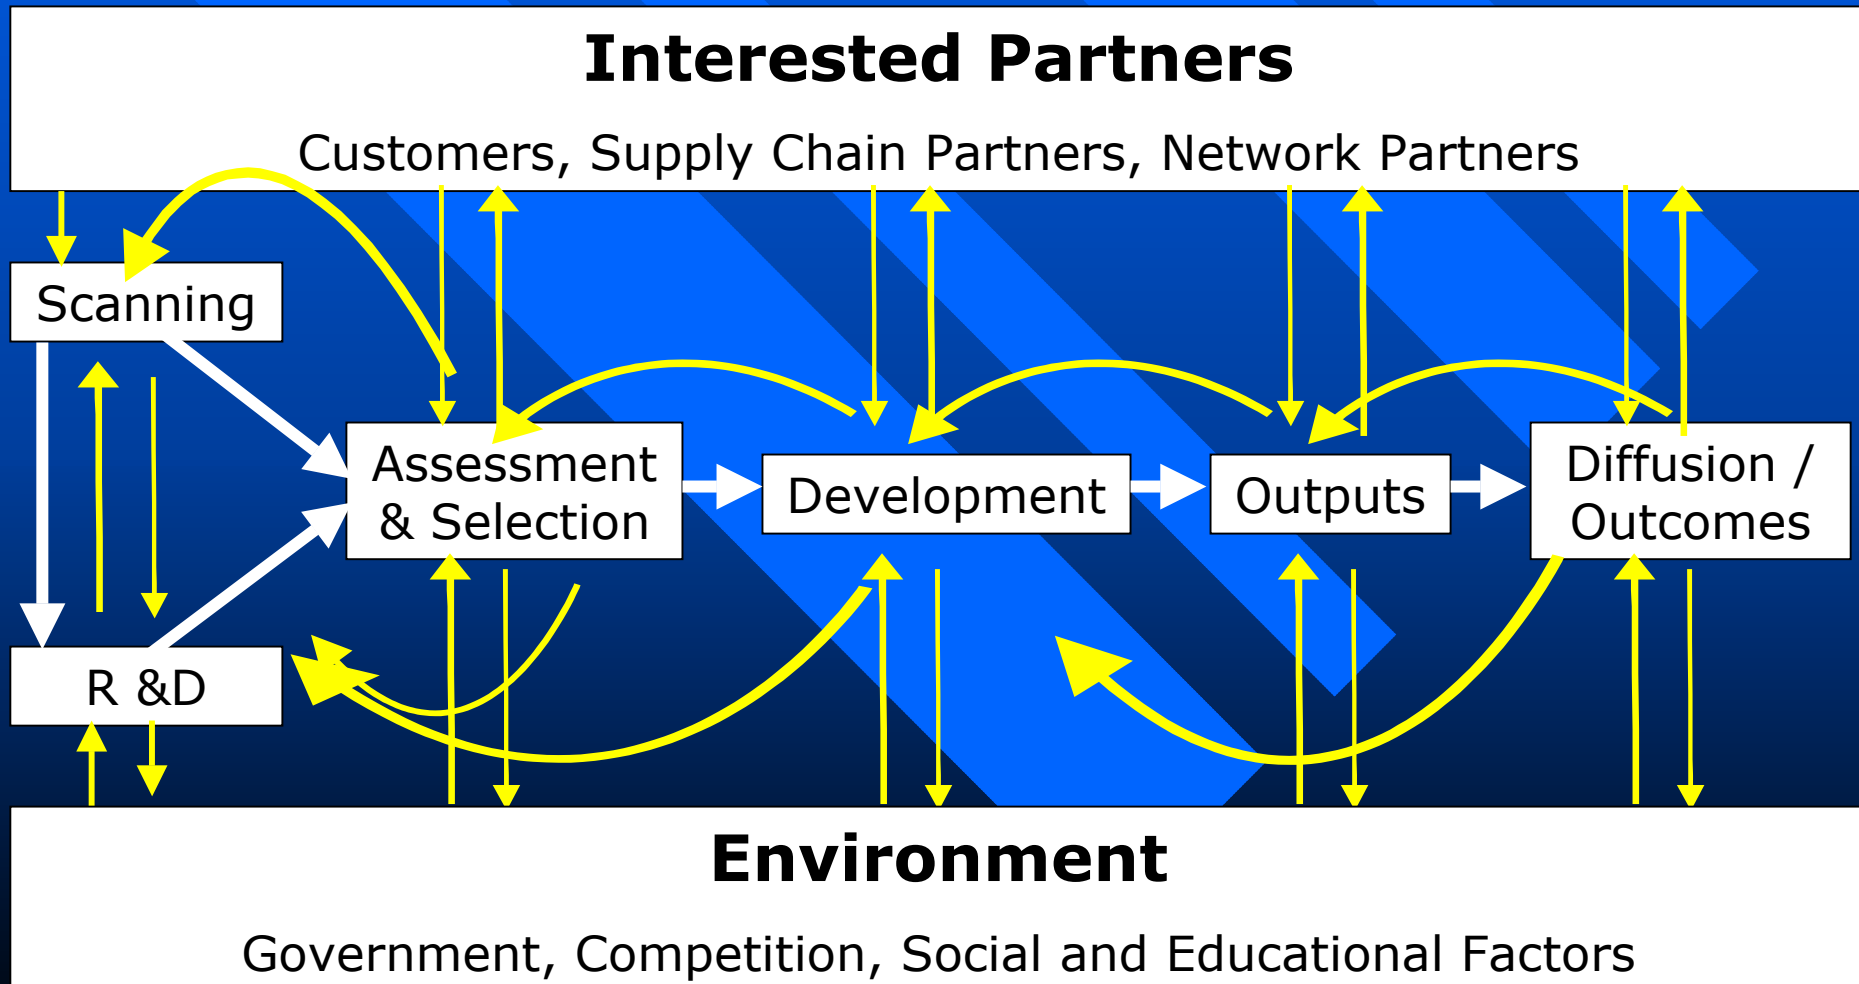 Interested Partners
Customers, Supply Chain Partners, Network Partners
Scanning
Assessment
& Selection
Development
Outputs
Diffusion /
Outcomes
R &D
Environment
Government, Competition, Social and Educational Factors